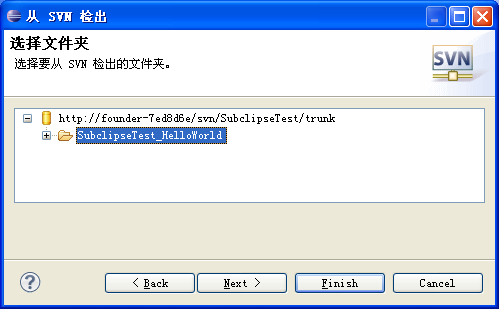 从 SVN 检出
选择文件夹
选择要从 SVN 检出的文件夹。
SVN
http://founder-7ed8d6e/svn/SubclipseTest/trunk
SubclipseTest_HelloWorld
?
< Back
Next >
Finish
Cancel